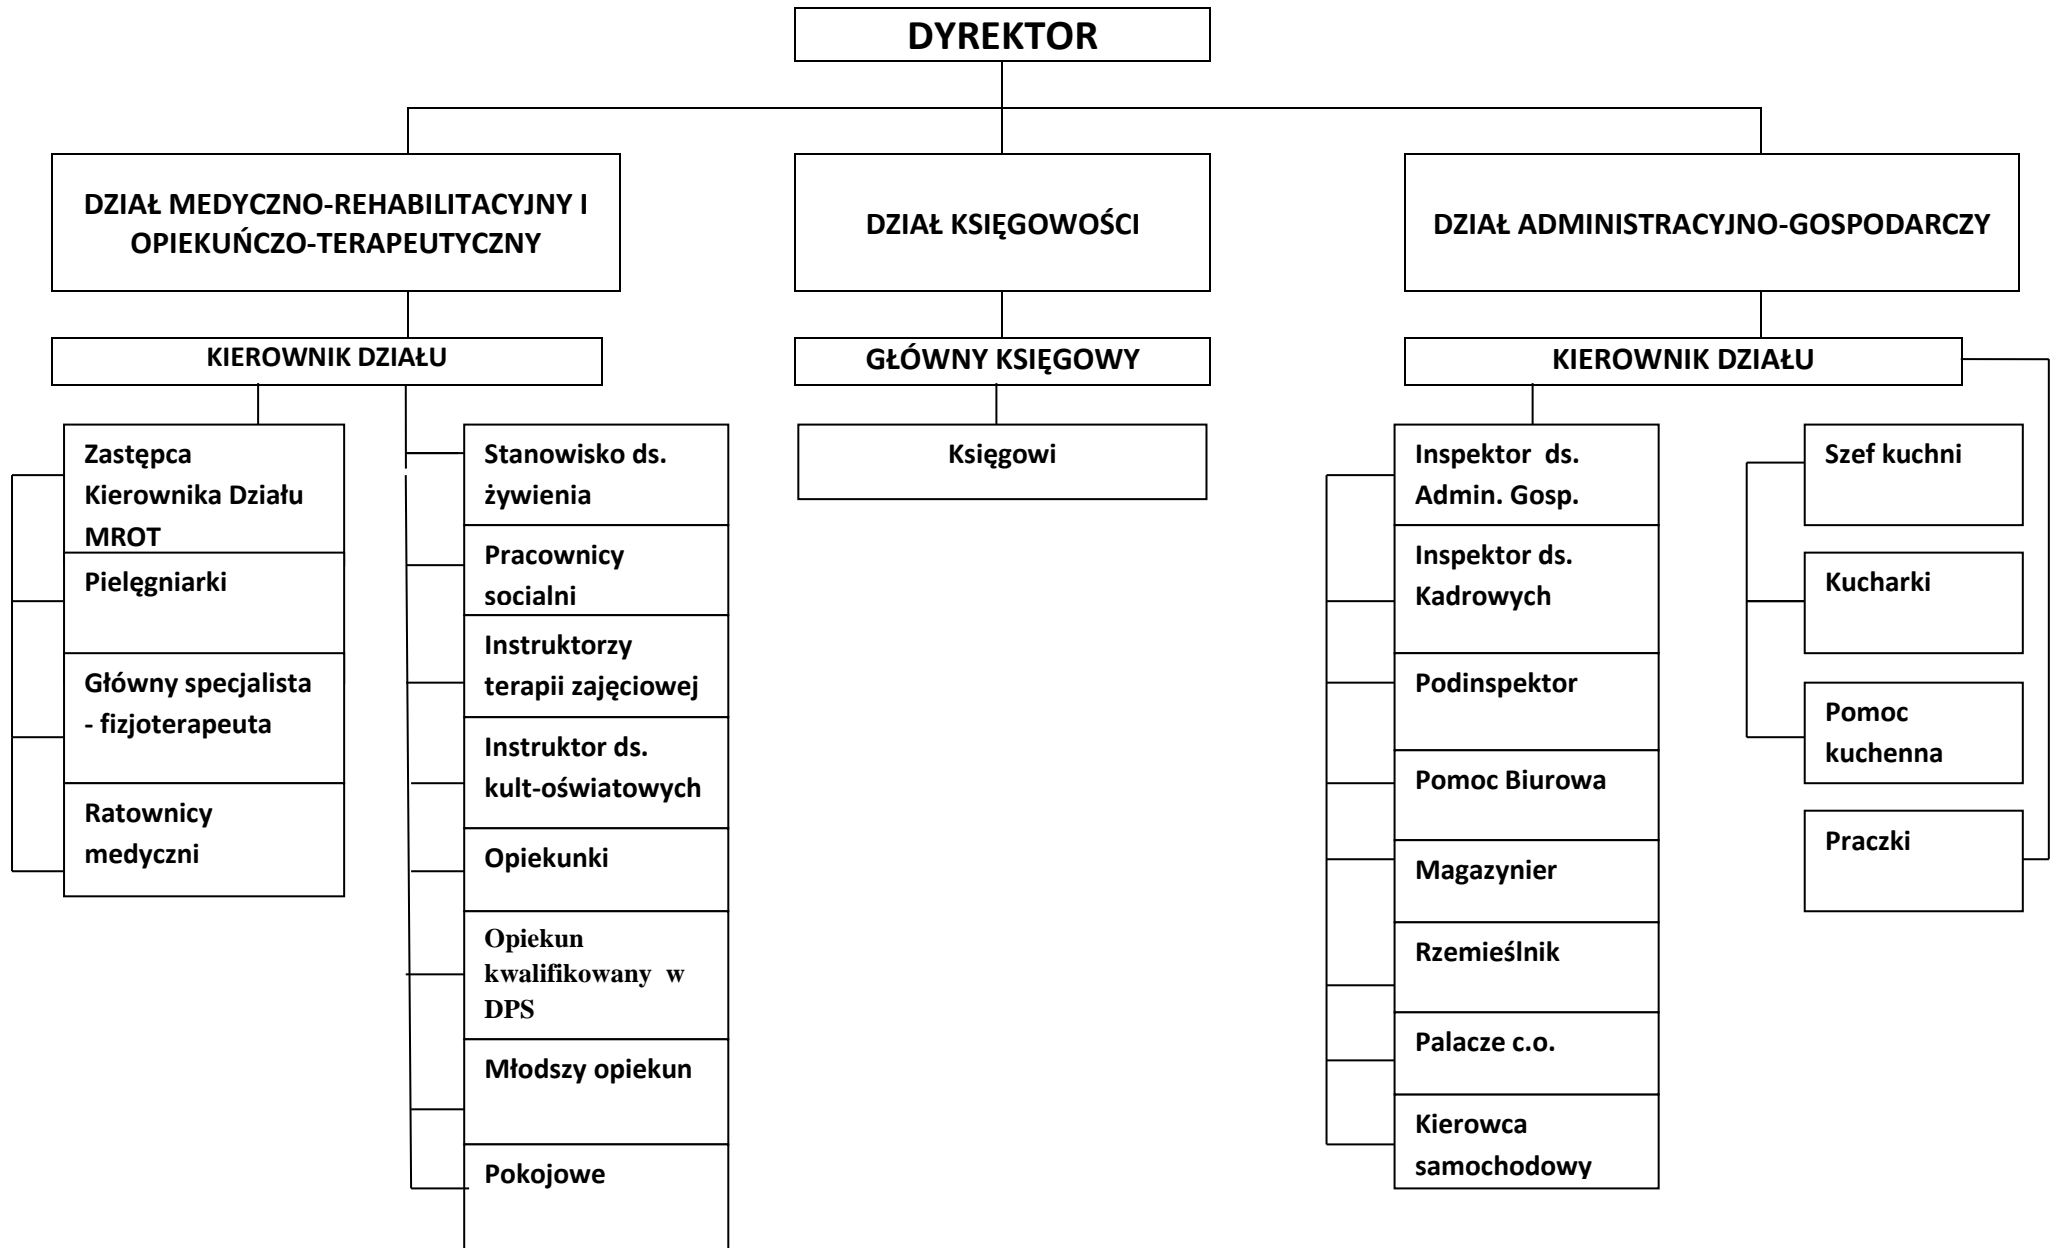 DYREKTOR
DZIAŁ MEDYCZNO-REHABILITACYJNY I
OPIEKUŃCZO-TERAPEUTYCZNY
DZIAŁ KSIĘGOWOŚCI
DZIAŁ ADMINISTRACYJNO-GOSPODARCZY
KIEROWNIK DZIAŁU
GŁÓWNY KSIĘGOWY
KIEROWNIK DZIAŁU
Zastępca
Kierownika Działu
MROT
Pielęgniarki
Główny specjalista
- fizjoterapeuta
Ratownicy
medyczni
Stanowisko ds.
żywienia
Pracownicy
socialni
Instruktorzy
terapii zajęciowej
Instruktor ds.
kult-oświatowych
Opiekunki
Opiekun
kwalifikowany w
DPS
Młodszy opiekun
Pokojowe
Księgowi
Inspektor ds.
Admin. Gosp.
Inspektor ds.
Kadrowych
Podinspektor
Pomoc Biurowa
Magazynier
Rzemieślnik
Palacze c.o.
Kierowca
samochodowy
Szef kuchni
Kucharki
Pomoc
kuchenna
Praczki